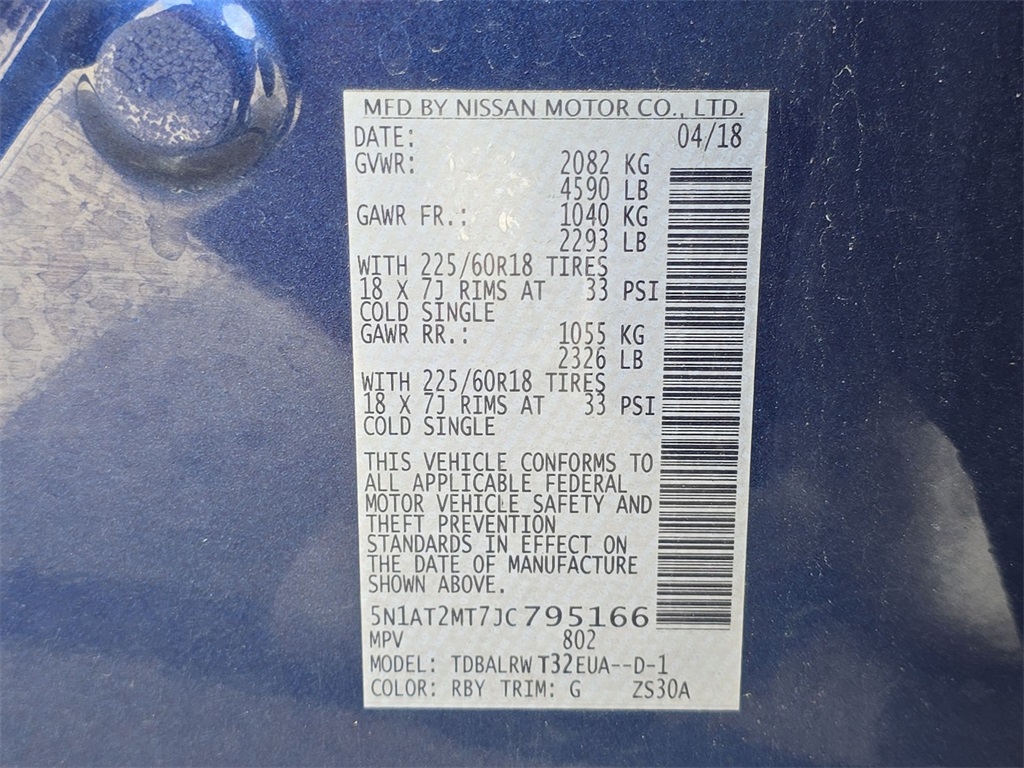 MFD BY NISSAN MOTOR CO., LTD.
DATE: 04/18
GVWR: 2082 KG
4590 LB
GAWR FR.: 1040 KG
2293 LB
WITH 225/60R18 TIRES
18 X 7J RIMS AT 33 PSI
COLD SINGLE
GAWR RR.: 1055 KG
2326 LB
WITH 225/60R18 TIRES
18 X 7J RIMS AT 33 PSI
COLD SINGLE
THIS VEHICLE CONFORMS TO
ALL APPLICABLE FEDERAL
MOTOR VEHICLE SAFETY AND
THEFT PREVENTION
STANDARDS IN EFFECT ON
THE DATE OF MANUFACTURE
SHOWN ABOVE.
5N1AT2MT7JC795166
MPV 802
MODEL: TDBALRW T32EUA--D-1
COLOR: RBY TRIM: G ZS30A